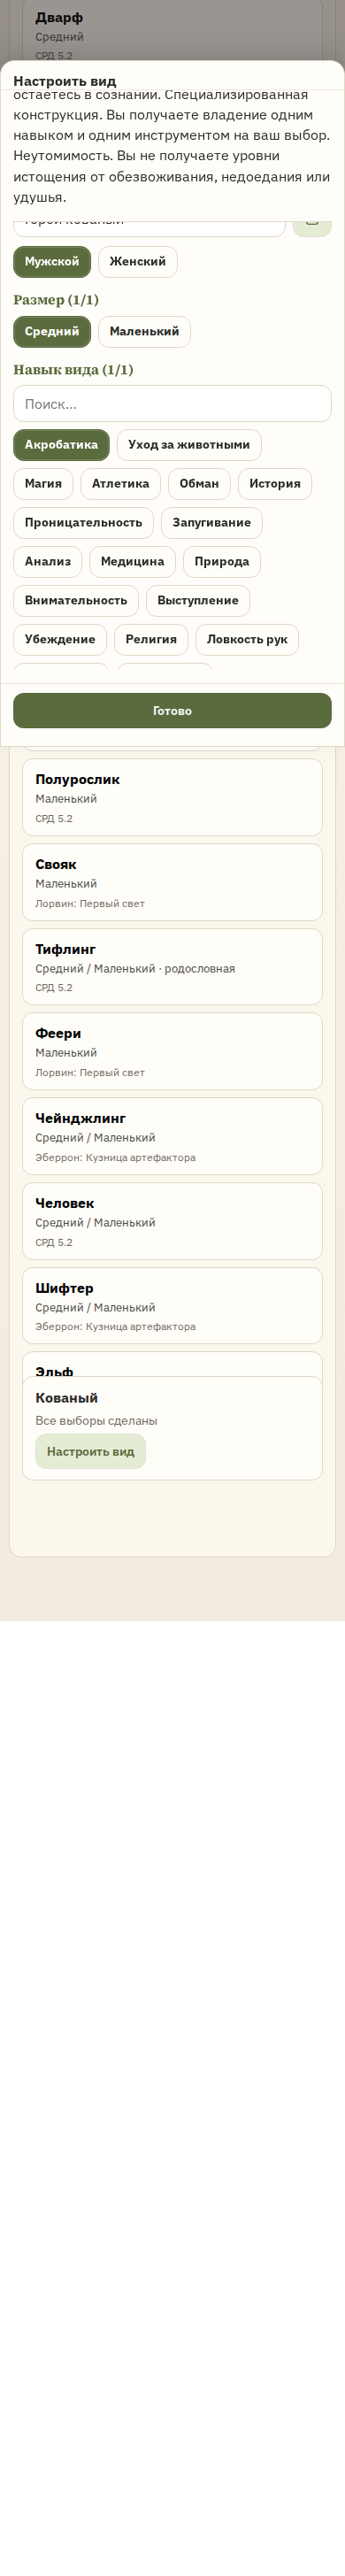 Дварф
Средний
СРД 5.2
Настроить вид
остаетесь в сознании. Специализированная
конструкция. Вы получаете владение одним
навыком и одним инструментом на ваш выбор.
Неутомимость. Вы не получаете уровни
истощения от обезвоживания, недоедания или
удушья.
Мужской Женский
Размер (1/1)
Средний Маленький
Навык вида (1/1)
Поиск...
Акробатика Уход за животными
Магия Атлетика Обман История
Проницательность Запугивание
Анализ Медицина Природа
Внимательность Выступление
Убеждение Религия Ловкость рук
Готово
Полурослик
Маленький
СРД 5.2
Свояк
Маленький
Лорвин: Первый свет
Тифлинг
Средний / Маленький · родословная
СРД 5.2
Феери
Маленький
Лорвин: Первый свет
Чейнджлинг
Средний / Маленький
Эберрон: Кузница артефактора
Человек
Средний / Маленький
СРД 5.2
Шифтер
Средний / Маленький
Эберрон: Кузница артефактора
Эльф
Кованый
Все выборы сделаны
Настроить вид